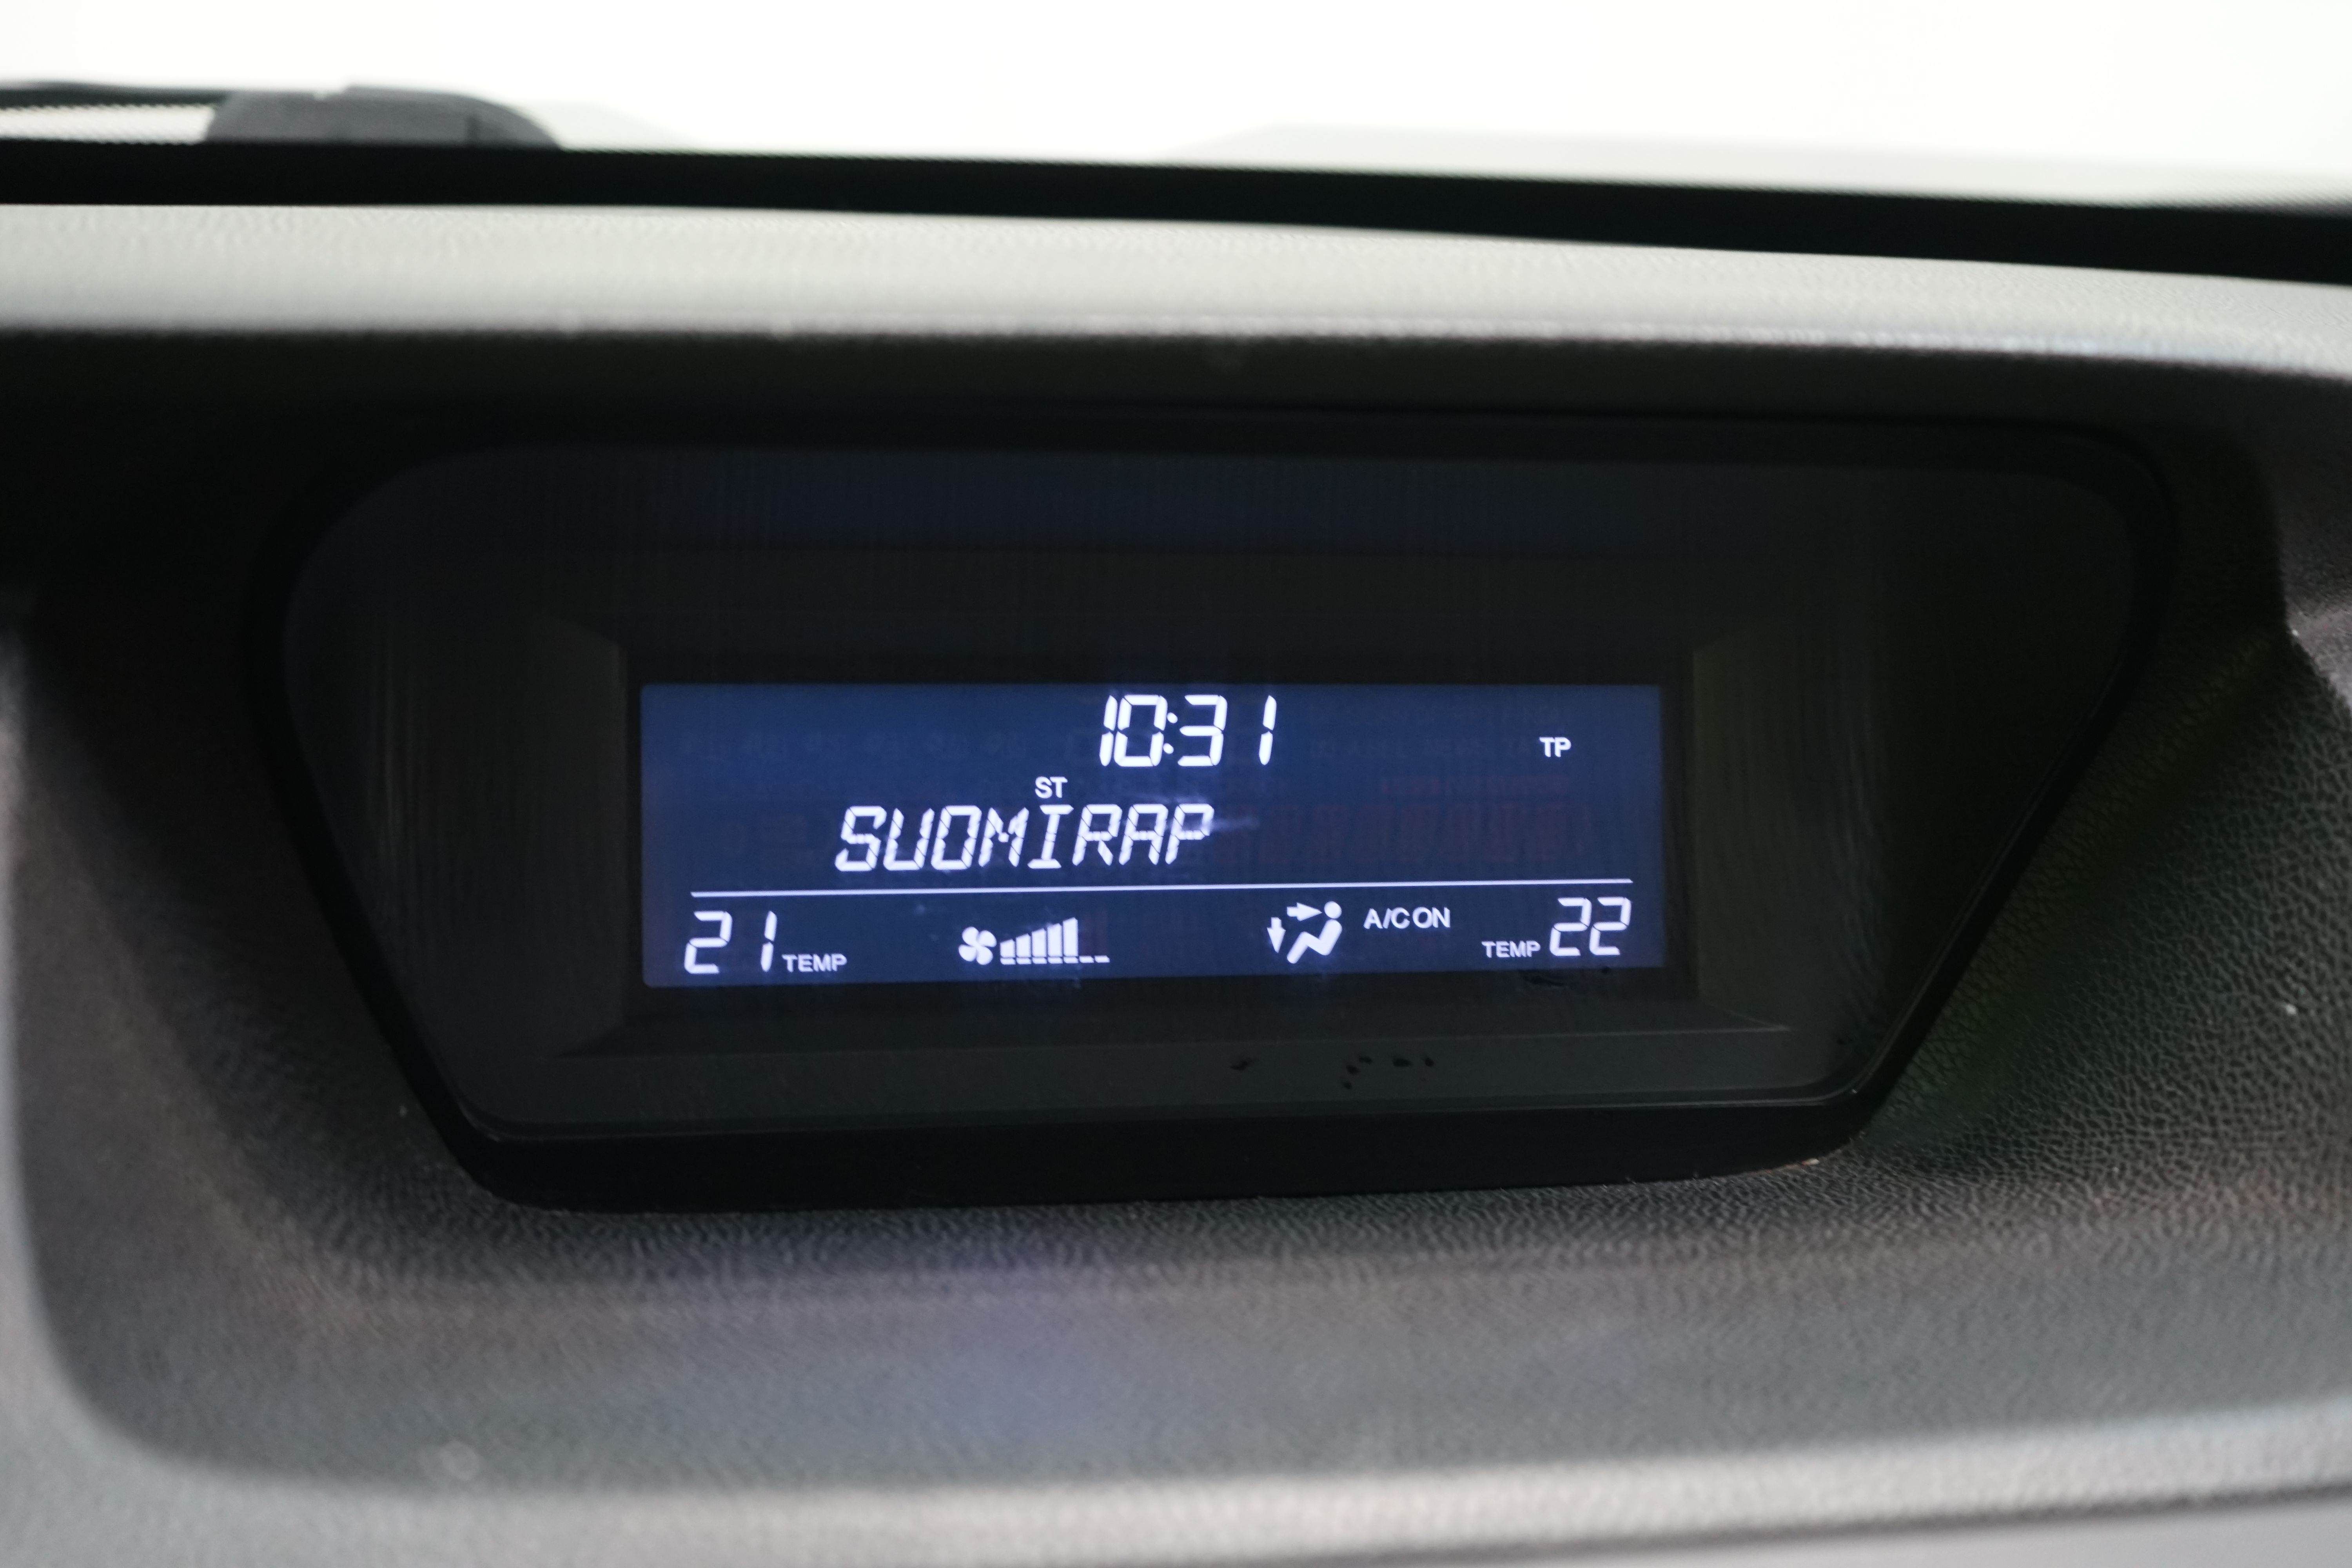 10:31 TP
ST
SUOMIRAP
21 TEMP A/C ON TEMP 22